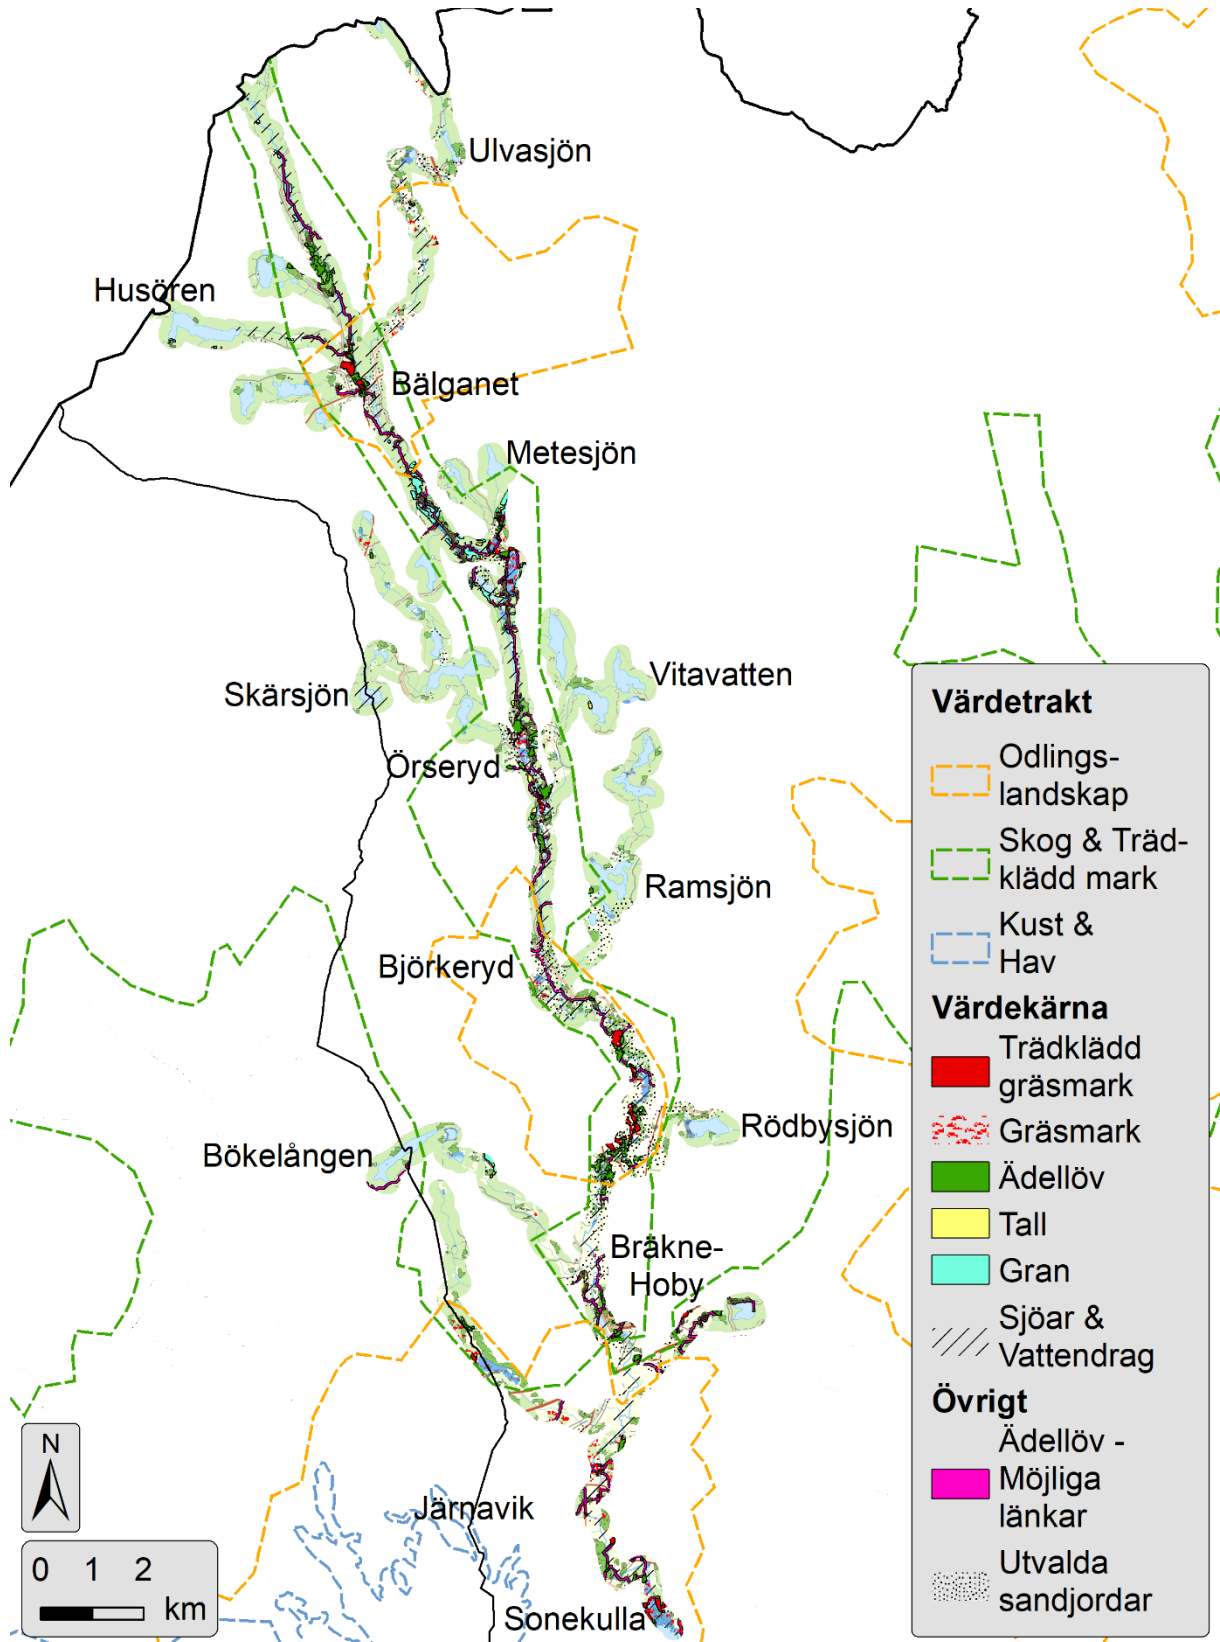 Ulvasjön
Husören
Bälganet
Metesjön
Skärsjön
Vitavatten
Örseryd
Ramsjön
Björkeryd
Rödbysjön
Bökelången
Bräkne-
Hoby
Järnavik
Sonekulla
N
0 1 2
km
Värdetrakt
Odlings-
landskap
Skog & Träd-
klädd mark
Kust &
Hav
Värdekärna
Trädklädd
gräsmark
Gräsmark
Ädellöv
Tall
Gran
Sjöar &
Vattendrag
Övrigt
Ädellöv -
Möjliga
länkar
Utvalda
sandjordar